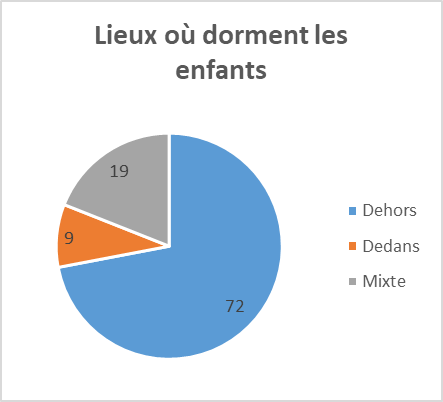 Lieux où dorment les
enfants
19
9
72
Dehors
Dedans
Mixte